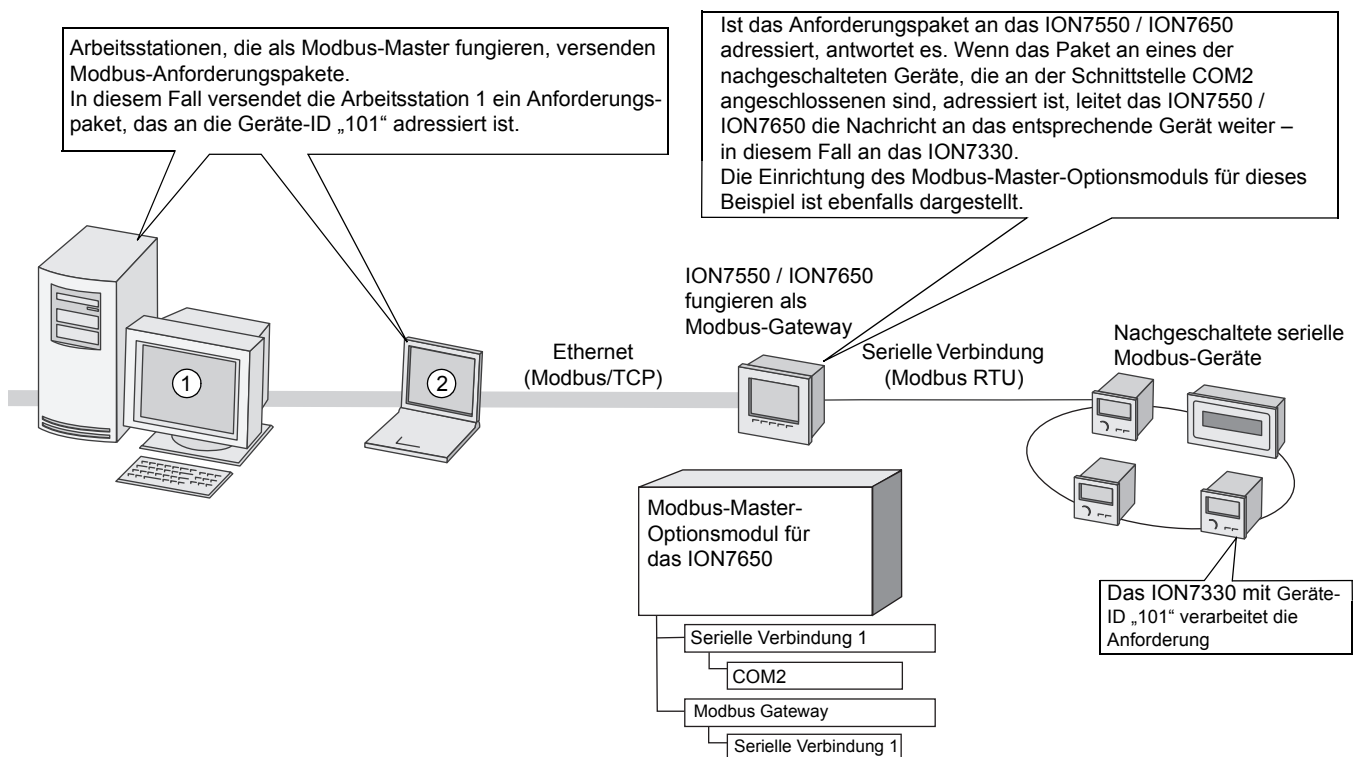 Arbeitsstationen, die als Modbus-Master fungieren, versenden
Modbus-Anforderungspakete.
In diesem Fall versendet die Arbeitsstation 1 ein Anforderungs-
paket, das an die Geräte-ID „101“ adressiert ist.
Ist das Anforderungspaket an das ION7550 / ION7650
adressiert, antwortet es. Wenn das Paket an eines der
nachgeschalteten Geräte, die an der Schnittstelle COM2
angeschlossenen sind, adressiert ist, leitet das ION7550 /
ION7650 die Nachricht an das entsprechende Gerät weiter –
in diesem Fall an das ION7330.
Die Einrichtung des Modbus-Master-Optionsmoduls für dieses
Beispiel ist ebenfalls dargestellt.
1
2
Ethernet
(Modbus/TCP)
ION7550 / ION7650
fungieren als
Modbus-Gateway
Serielle Verbindung
(Modbus RTU)
Nachgeschaltete serielle
Modbus-Geräte
Modbus-Master-
Optionsmodul für
das ION7650
Serielle Verbindung 1
COM2
Modbus Gateway
Serielle Verbindung 1
Das ION7330 mit Geräte-
ID „101“ verarbeitet die
Anforderung